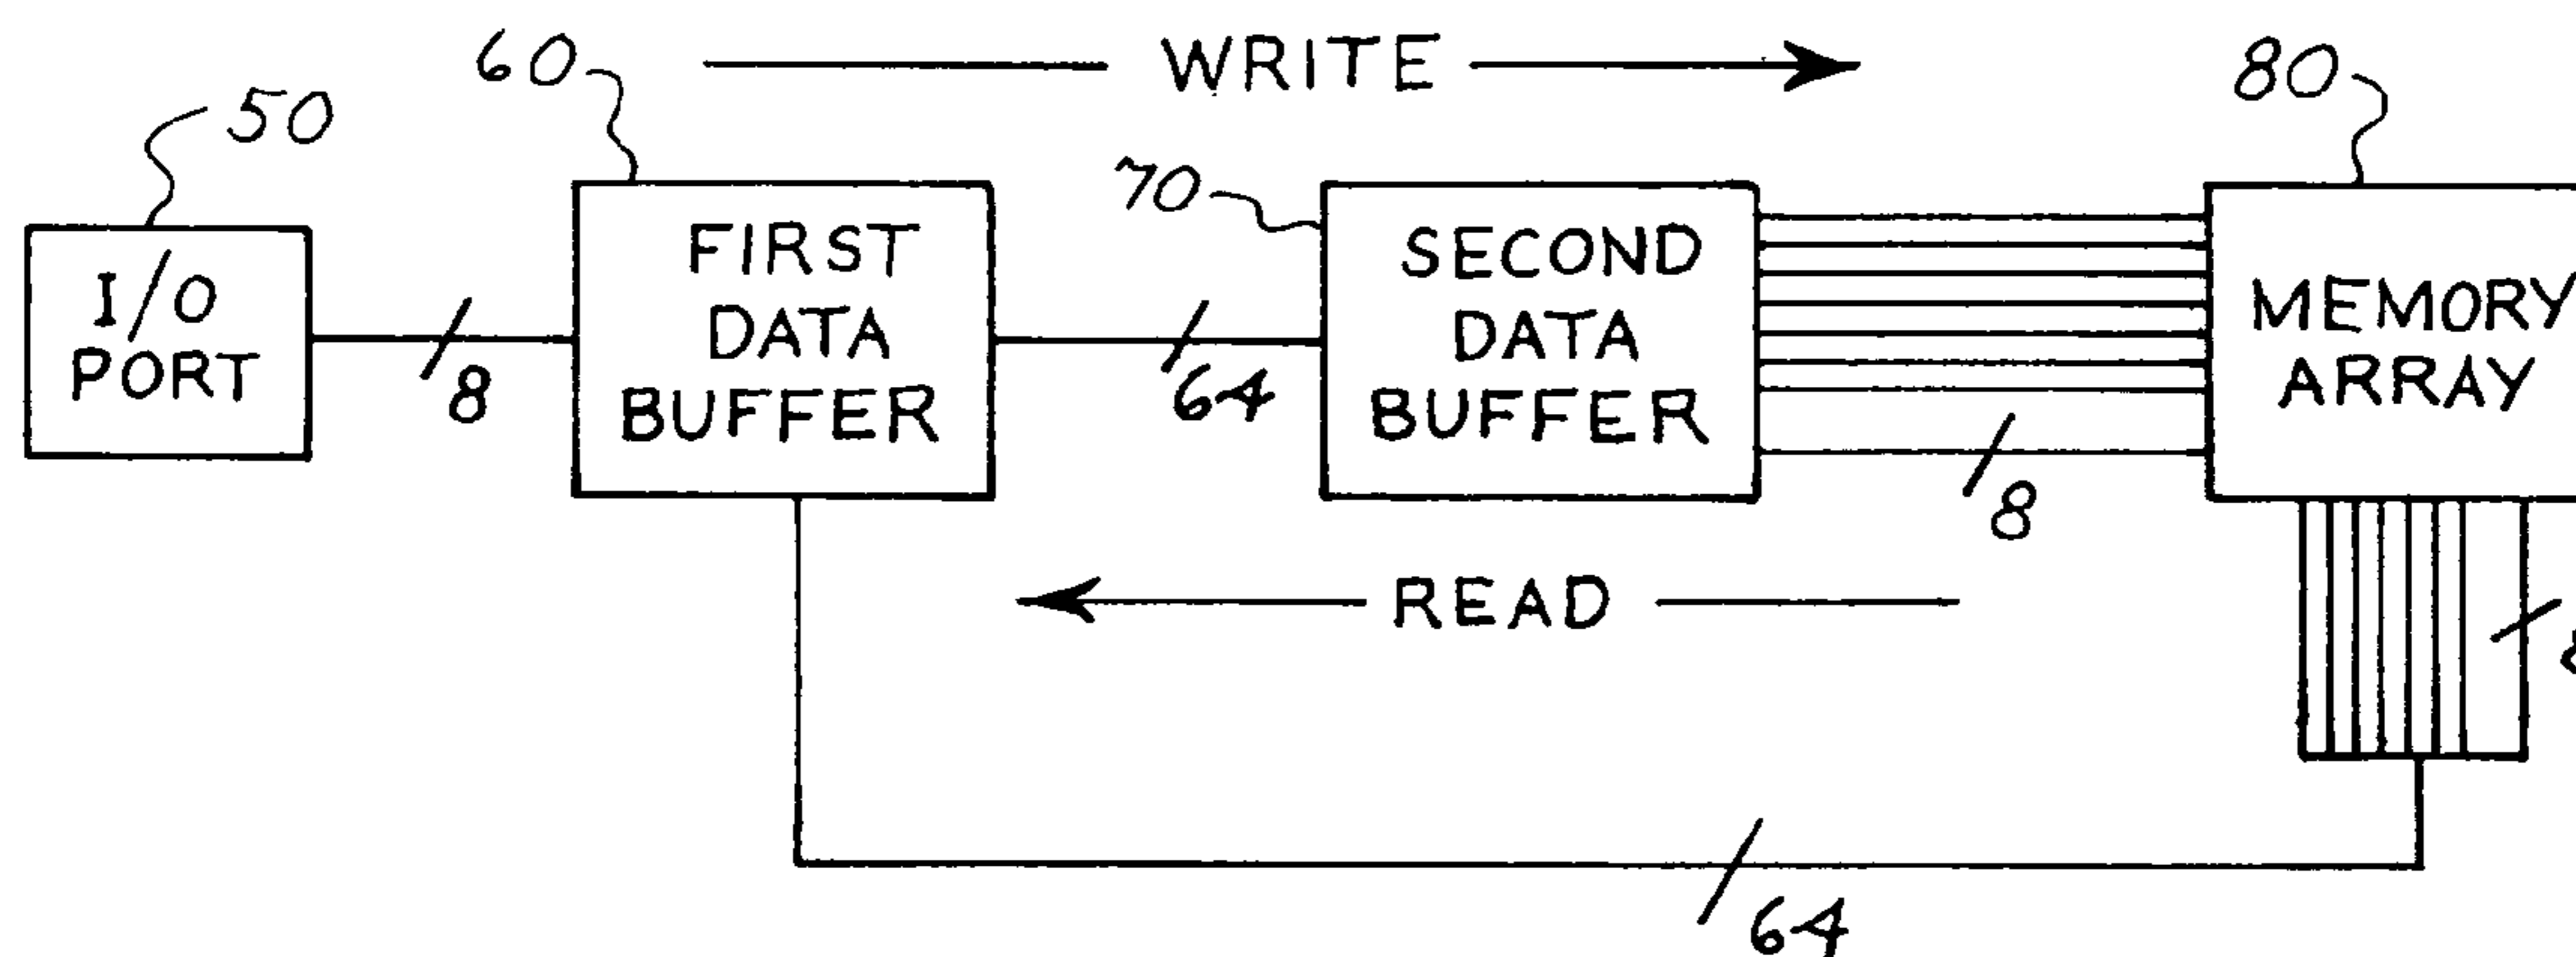 WRITE
60
80
50
70
I/O
PORT
8
FIRST
DATA
BUFFER
64
SECOND
DATA
BUFFER
8
MEMORY
ARRAY
READ
64